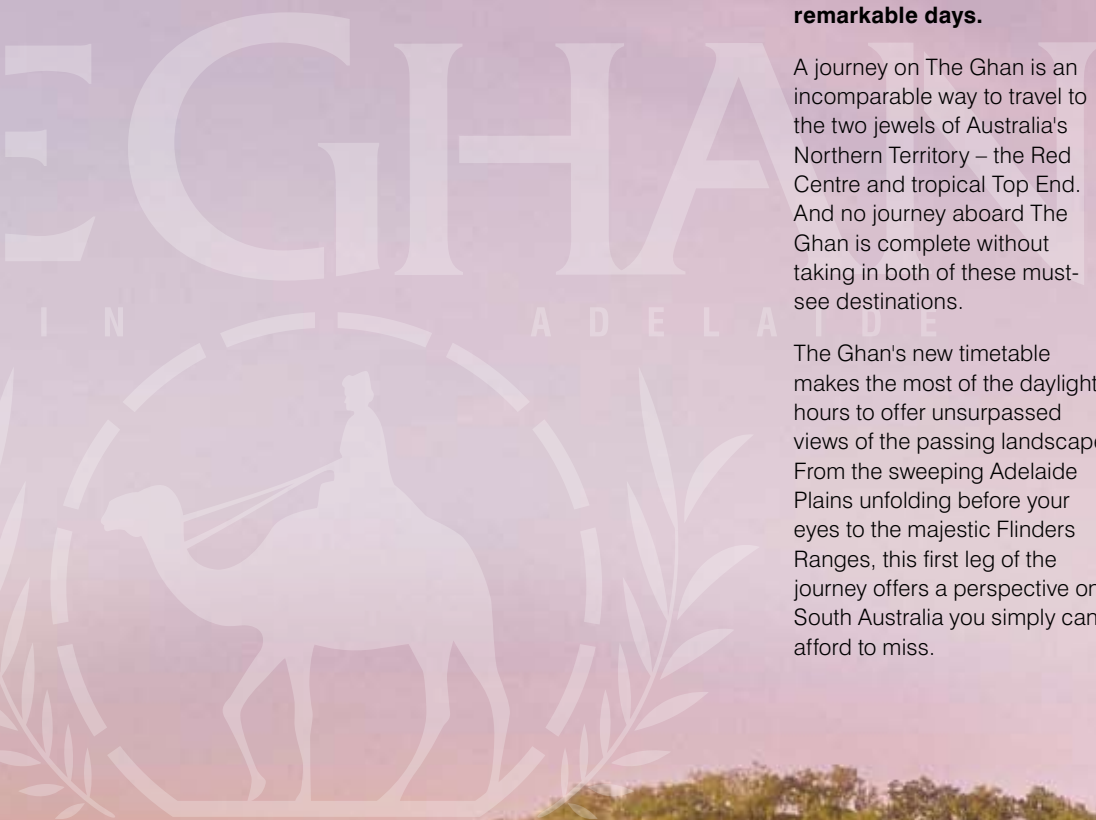 EGHAN
IN ADELAIDE
remarkable days.
A journey on The Ghan is an
incomparable way to travel to
the two jewels of Australia's
Northern Territory – the Red
Centre and tropical Top End.
And no journey aboard The
Ghan is complete without
taking in both of these must-
see destinations.
The Ghan's new timetable
makes the most of the daylight
hours to offer unsurpassed
views of the passing landscape
From the sweeping Adelaide
Plains unfolding before your
eyes to the majestic Flinders
Ranges, this first leg of the
journey offers a perspective on
South Australia you simply can
afford to miss.